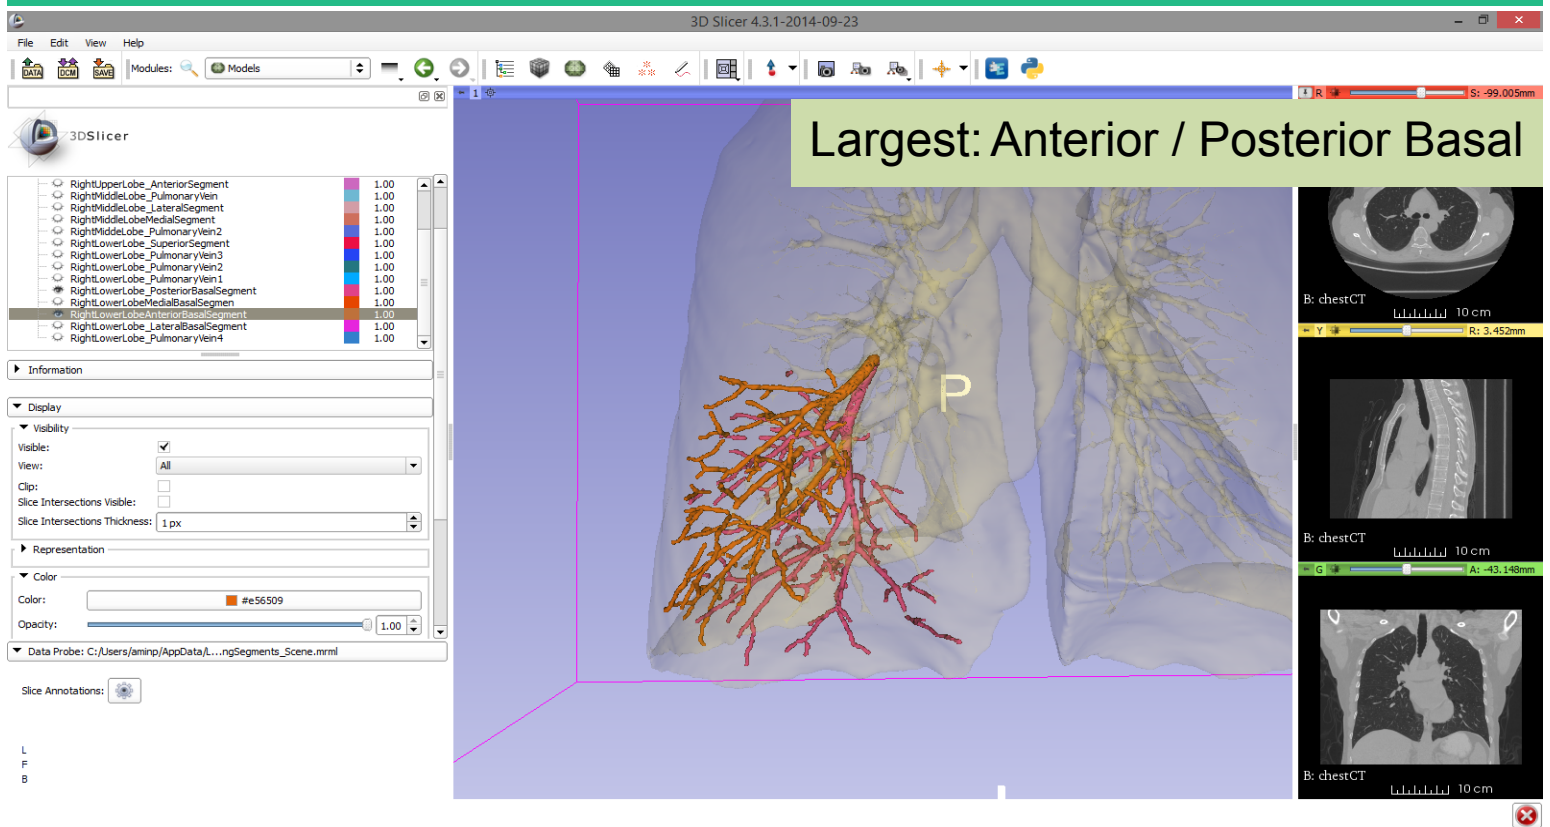 3D Slicer 4.3.1-2014-09-23
File Edit View Help
DATA DCM SAVE Modules: Models
1
R S: -99.005mm
Largest: Anterior / Posterior Basal
3DSlicer
RightUpperLobe_AnteriorSegment 1.00
RightMiddleLobe_PulmonaryVein 1.00
RightMiddleLobe_LateralSegment 1.00
RightMiddleLobeMedialSegment 1.00
RightMiddeLobe_PulmonaryVein2 1.00
RightLowerLobe_SuperiorSegment 1.00
RightLowerLobe_PulmonaryVein3 1.00
RightLowerLobe_PulmonaryVein2 1.00
RightLowerLobe_PulmonaryVein1 1.00
RightLowerLobe_PosteriorBasalSegment 1.00
RightLowerLobeMedialBasalSegmen 1.00
RightLowerLobeAnteriorBasalSegment 1.00
RightLowerLobe_LateralBasalSegment 1.00
RightLowerLobe_PulmonaryVein4 1.00
B: chestCT
10 cm
Y R: 3.452mm
Information
P
Display
Visibility
Visible:
View: All
Clip:
Slice Intersections Visible:
Slice Intersections Thickness: 1 px
B: chestCT
10 cm
Representation
G A: -43.148mm
Color
Color: #e56509
Opacity: 1.00
Data Probe: C:/Users/aminp/AppData/L...ngSegments_Scene.mrml
Slice Annotations:
L
F
B
B: chestCT
10 cm